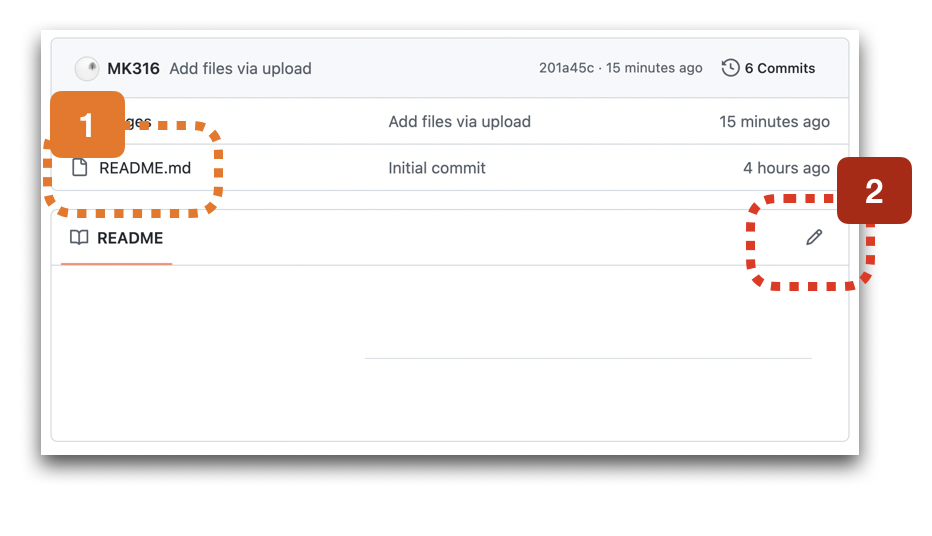 MK316 Add files via upload 201a45c · 15 minutes ago 6 Commits
1
ges Add files via upload 15 minutes ago
README.md Initial commit 4 hours ago
2
README